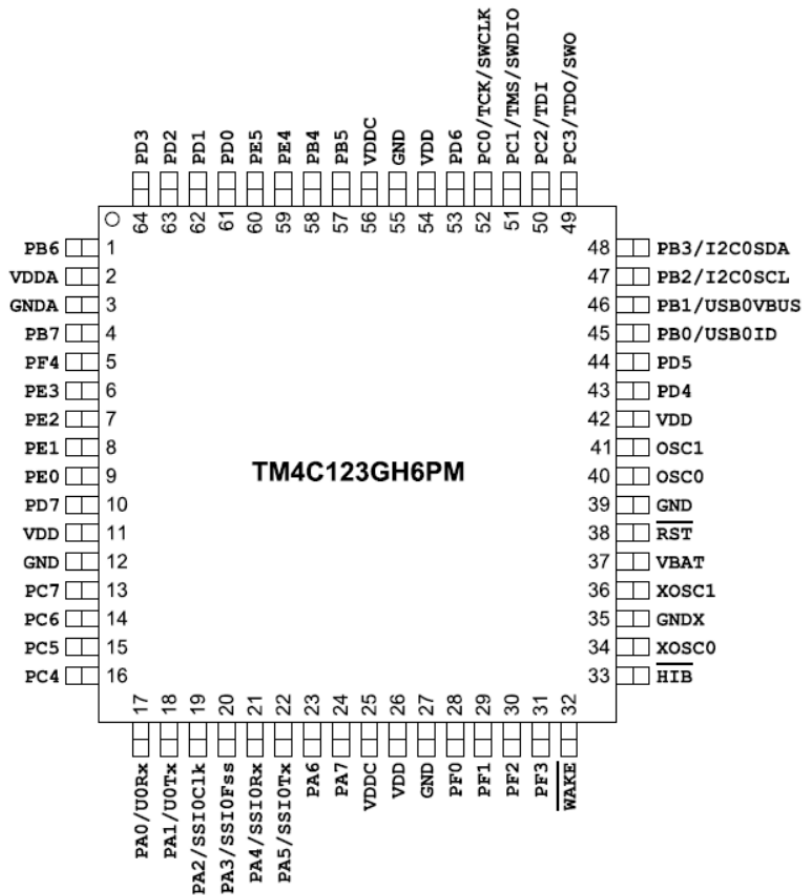 PD3
PD2
PD1
PD0
PE5
PE4
PB4
PB5
VDDC
GND
VDD
PD6
PC0/TCK/SWCLK
PC1/TMS/SWDIO
PC2/TDI
PC3/TDO/SWO
64
63
62
61
60
59
58
57
56
55
54
53
52
51
50
49
PB6 1
VDDA 2
GNDA 3
PB7 4
PF4 5
PE3 6
PE2 7
PE1 8
PE0 9
PD7 10
VDD 11
GND 12
PC7 13
PC6 14
PC5 15
PC4 16
TM4C123GH6PM
48 PB3/I2C0SDA
47 PB2/I2C0SCL
46 PB1/USB0VBUS
45 PB0/USB0ID
44 PD5
43 PD4
42 VDD
41 OSC1
40 OSC0
39 GND
38 RST
37 VBAT
36 XOSC1
35 GNDX
34 XOSC0
33 HIB
17
18
19
20
21
22
23
24
25
26
27
28
29
30
31
32
PA0/U0Rx
PA1/U0Tx
PA2/SSI0Clk
PA3/SSI0Fss
PA4/SSI0Rx
PA5/SSI0Tx
PA6
PA7
VDDC
VDD
GND
PF0
PF1
PF2
PF3
WAKE